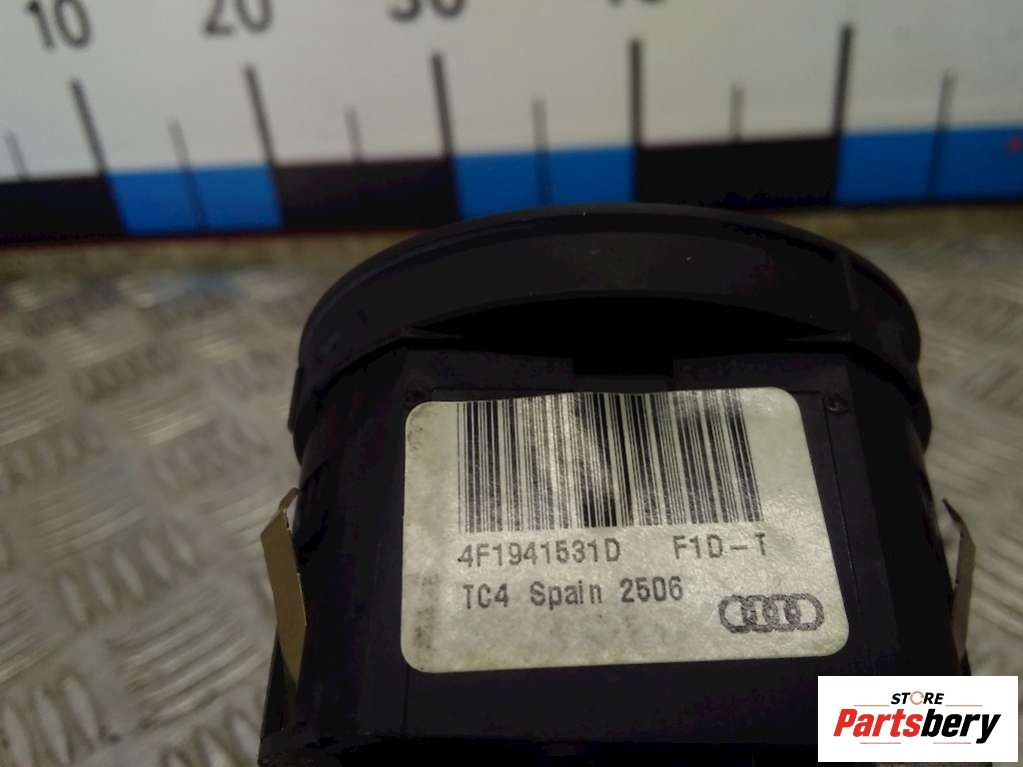 10 20 30
4F1941531D F1D-T
TC4 Spain 2506
STORE
Partsbery